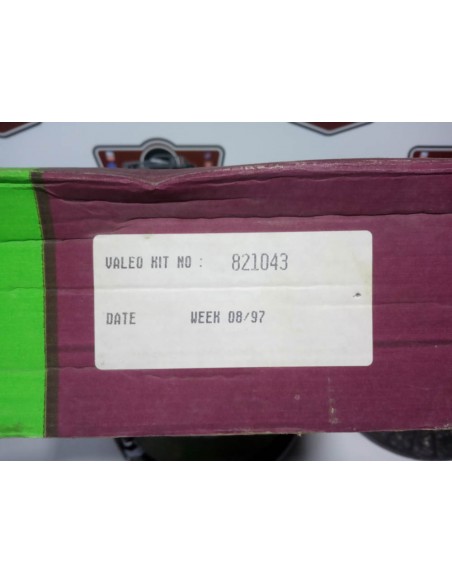 VALEO KIT NO : 821043
DATE WEEK 08/97